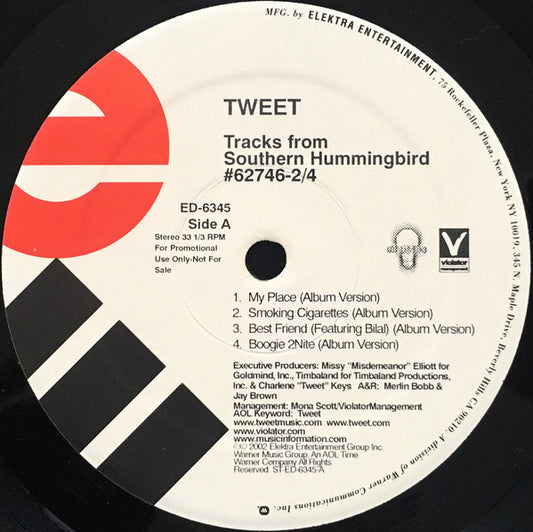 MFG. by ELEKTRA ENTERTAINMENT, 75 Rockefeller Plaza, New York NY 10019, 345 N. Maple Drive, Beverly Hills CA 90210. A division of Warner Communications Inc.
TWEET
Tracks from
Southern Hummingbird
#62746-2/4
ED-6345
Side A
Stereo 33 1/3 RPM
For Promotional
Use Only-Not For
Sale
V
violator
1. My Place (Album Version)
2. Smoking Cigarettes (Album Version)
3. Best Friend (Featuring Bilal) (Album Version)
4. Boogie 2Nite (Album Version)
Executive Producers: Missy "Misdemeanor" Elliott for
Goldmind, Inc., Timbaland for Timbaland Productions,
Inc. & Charlene "Tweet" Keys A&R: Merlin Bobb &
Jay Brown
Management: Mona Scott/ViolatorManagement
AOL Keyword: Tweet
www.tweetmusic.com www.tweet.com
www.violator.com
www.musicinformation.com
℗© 2002 Elektra Entertainment Group Inc.
Warner Music Group, An AOL Time
Warner Company All Rights
Reserved. ST-ED-6345-A